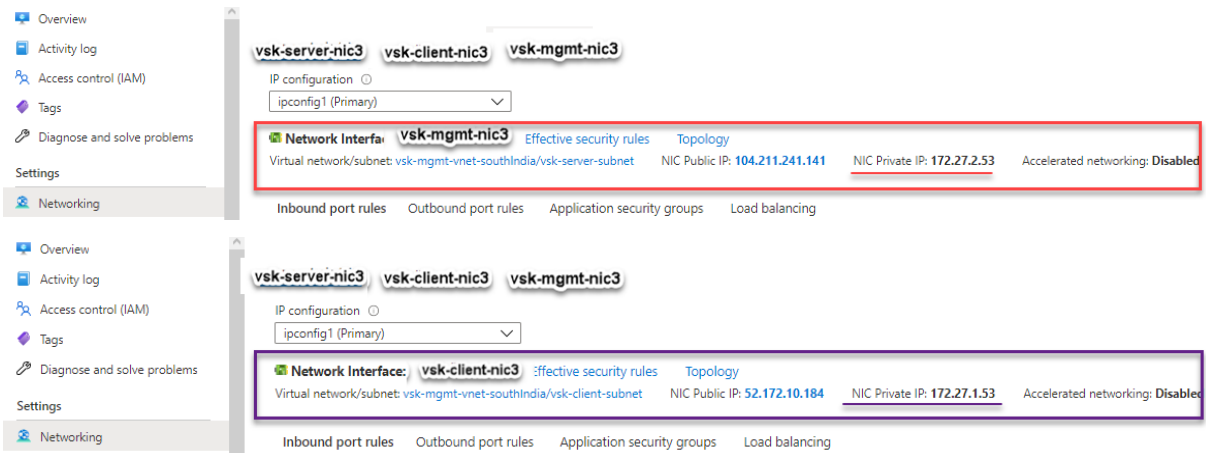 Overview
Activity log
Access control (IAM)
Tags
Diagnose and solve problems
Settings
Networking
vsk-server-nic3 vsk-client-nic3 vsk-mgmt-nic3
IP configuration
ipconfig1 (Primary)
Network Interfa vsk-mgmt-nic3 Effective security rules Topology
Virtual network/subnet: vsk-mgmt-vnet-southIndia/vsk-server-subnet NIC Public IP: 104.211.241.141 NIC Private IP: 172.27.2.53 Accelerated networking: Disabled
Inbound port rules Outbound port rules Application security groups Load balancing
Overview
Activity log
Access control (IAM)
Tags
Diagnose and solve problems
Settings
Networking
vsk-server-nic3 vsk-client-nic3 vsk-mgmt-nic3
IP configuration
ipconfig1 (Primary)
Network Interface: vsk-client-nic3 Effective security rules Topology
Virtual network/subnet: vsk-mgmt-vnet-southIndia/vsk-client-subnet NIC Public IP: 52.172.10.184 NIC Private IP: 172.27.1.53 Accelerated networking: Disabled
Inbound port rules Outbound port rules Application security groups Load balancing